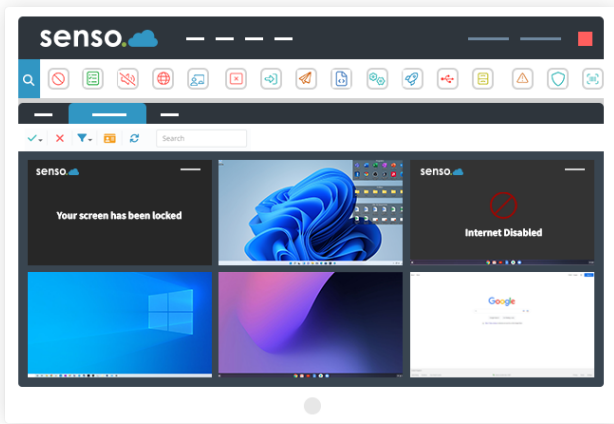 senso.
Search
senso.
Your screen has been locked
senso.
Internet Disabled
Google